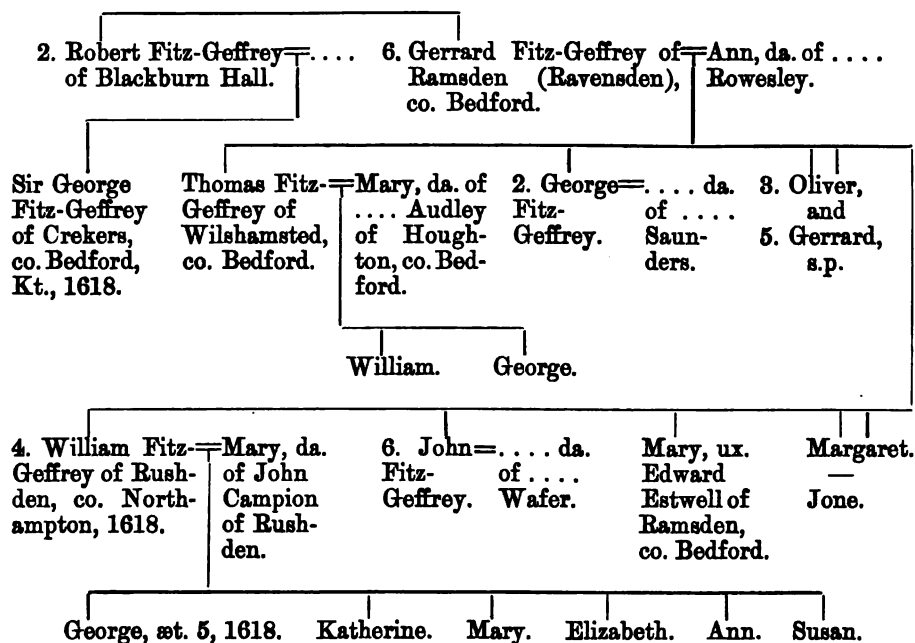 2. Robert Fitz-Geffrey=. . . .
of Blackburn Hall.
6. Gerrard Fitz-Geffrey of=Ann, da. of . . . .
Ramsden (Ravensden), Rowesley.
co. Bedford.
Sir George
Fitz-Geffrey
of Crekers,
co. Bedford,
Kt., 1618.
Thomas Fitz-=Mary, da. of
Geffrey of . . . . Audley
Wilshamsted, of Hough-
co. Bedford. ton, co. Bed-
ford.
2. George=. . . . da.
Fitz- of . . . .
Geffrey. Saun-
ders.
3. Oliver,
and
5. Gerrard,
s.p.
William. George.
4. William Fitz-=Mary, da.
Geffrey of Rush- of John
den, co. North- Campion
ampton, 1618. of Rush-
den.
6. John=. . . . da.
Fitz- of . . . .
Geffrey. Wafer.
Mary, ux.
Edward
Estwell of
Ramsden,
co. Bedford.
Margaret.
—
Jone.
George, æt. 5, 1618. Katherine. Mary. Elizabeth. Ann. Susan.